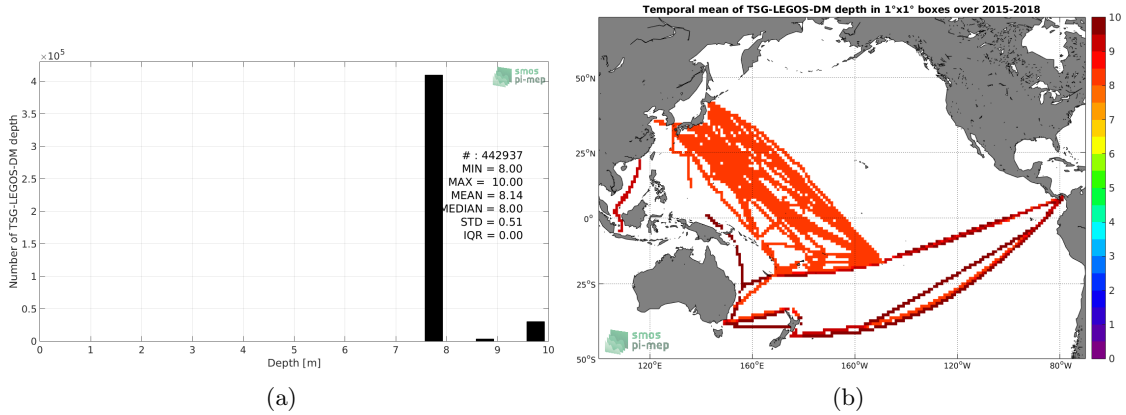 ×10⁵
4
3.5
3
2.5
2
1.5
1
0.5
0
Number of TSG-LEGOS-DM depth
smos
pi-mep
# : 442937
MIN = 8.00
MAX = 10.00
MEAN = 8.14
MEDIAN = 8.00
STD = 0.51
IQR = 0.00
0 1 2 3 4 5 6 7 8 9 10
Depth [m]
(a)
Temporal mean of TSG-LEGOS-DM depth in 1°x1° boxes over 2015-2018
50°N
25°N
0°
25°S
50°S
smos
pi-mep
120°E 160°E 160°W 120°W 80°W
10
9
8
7
6
5
4
3
2
1
0
(b)